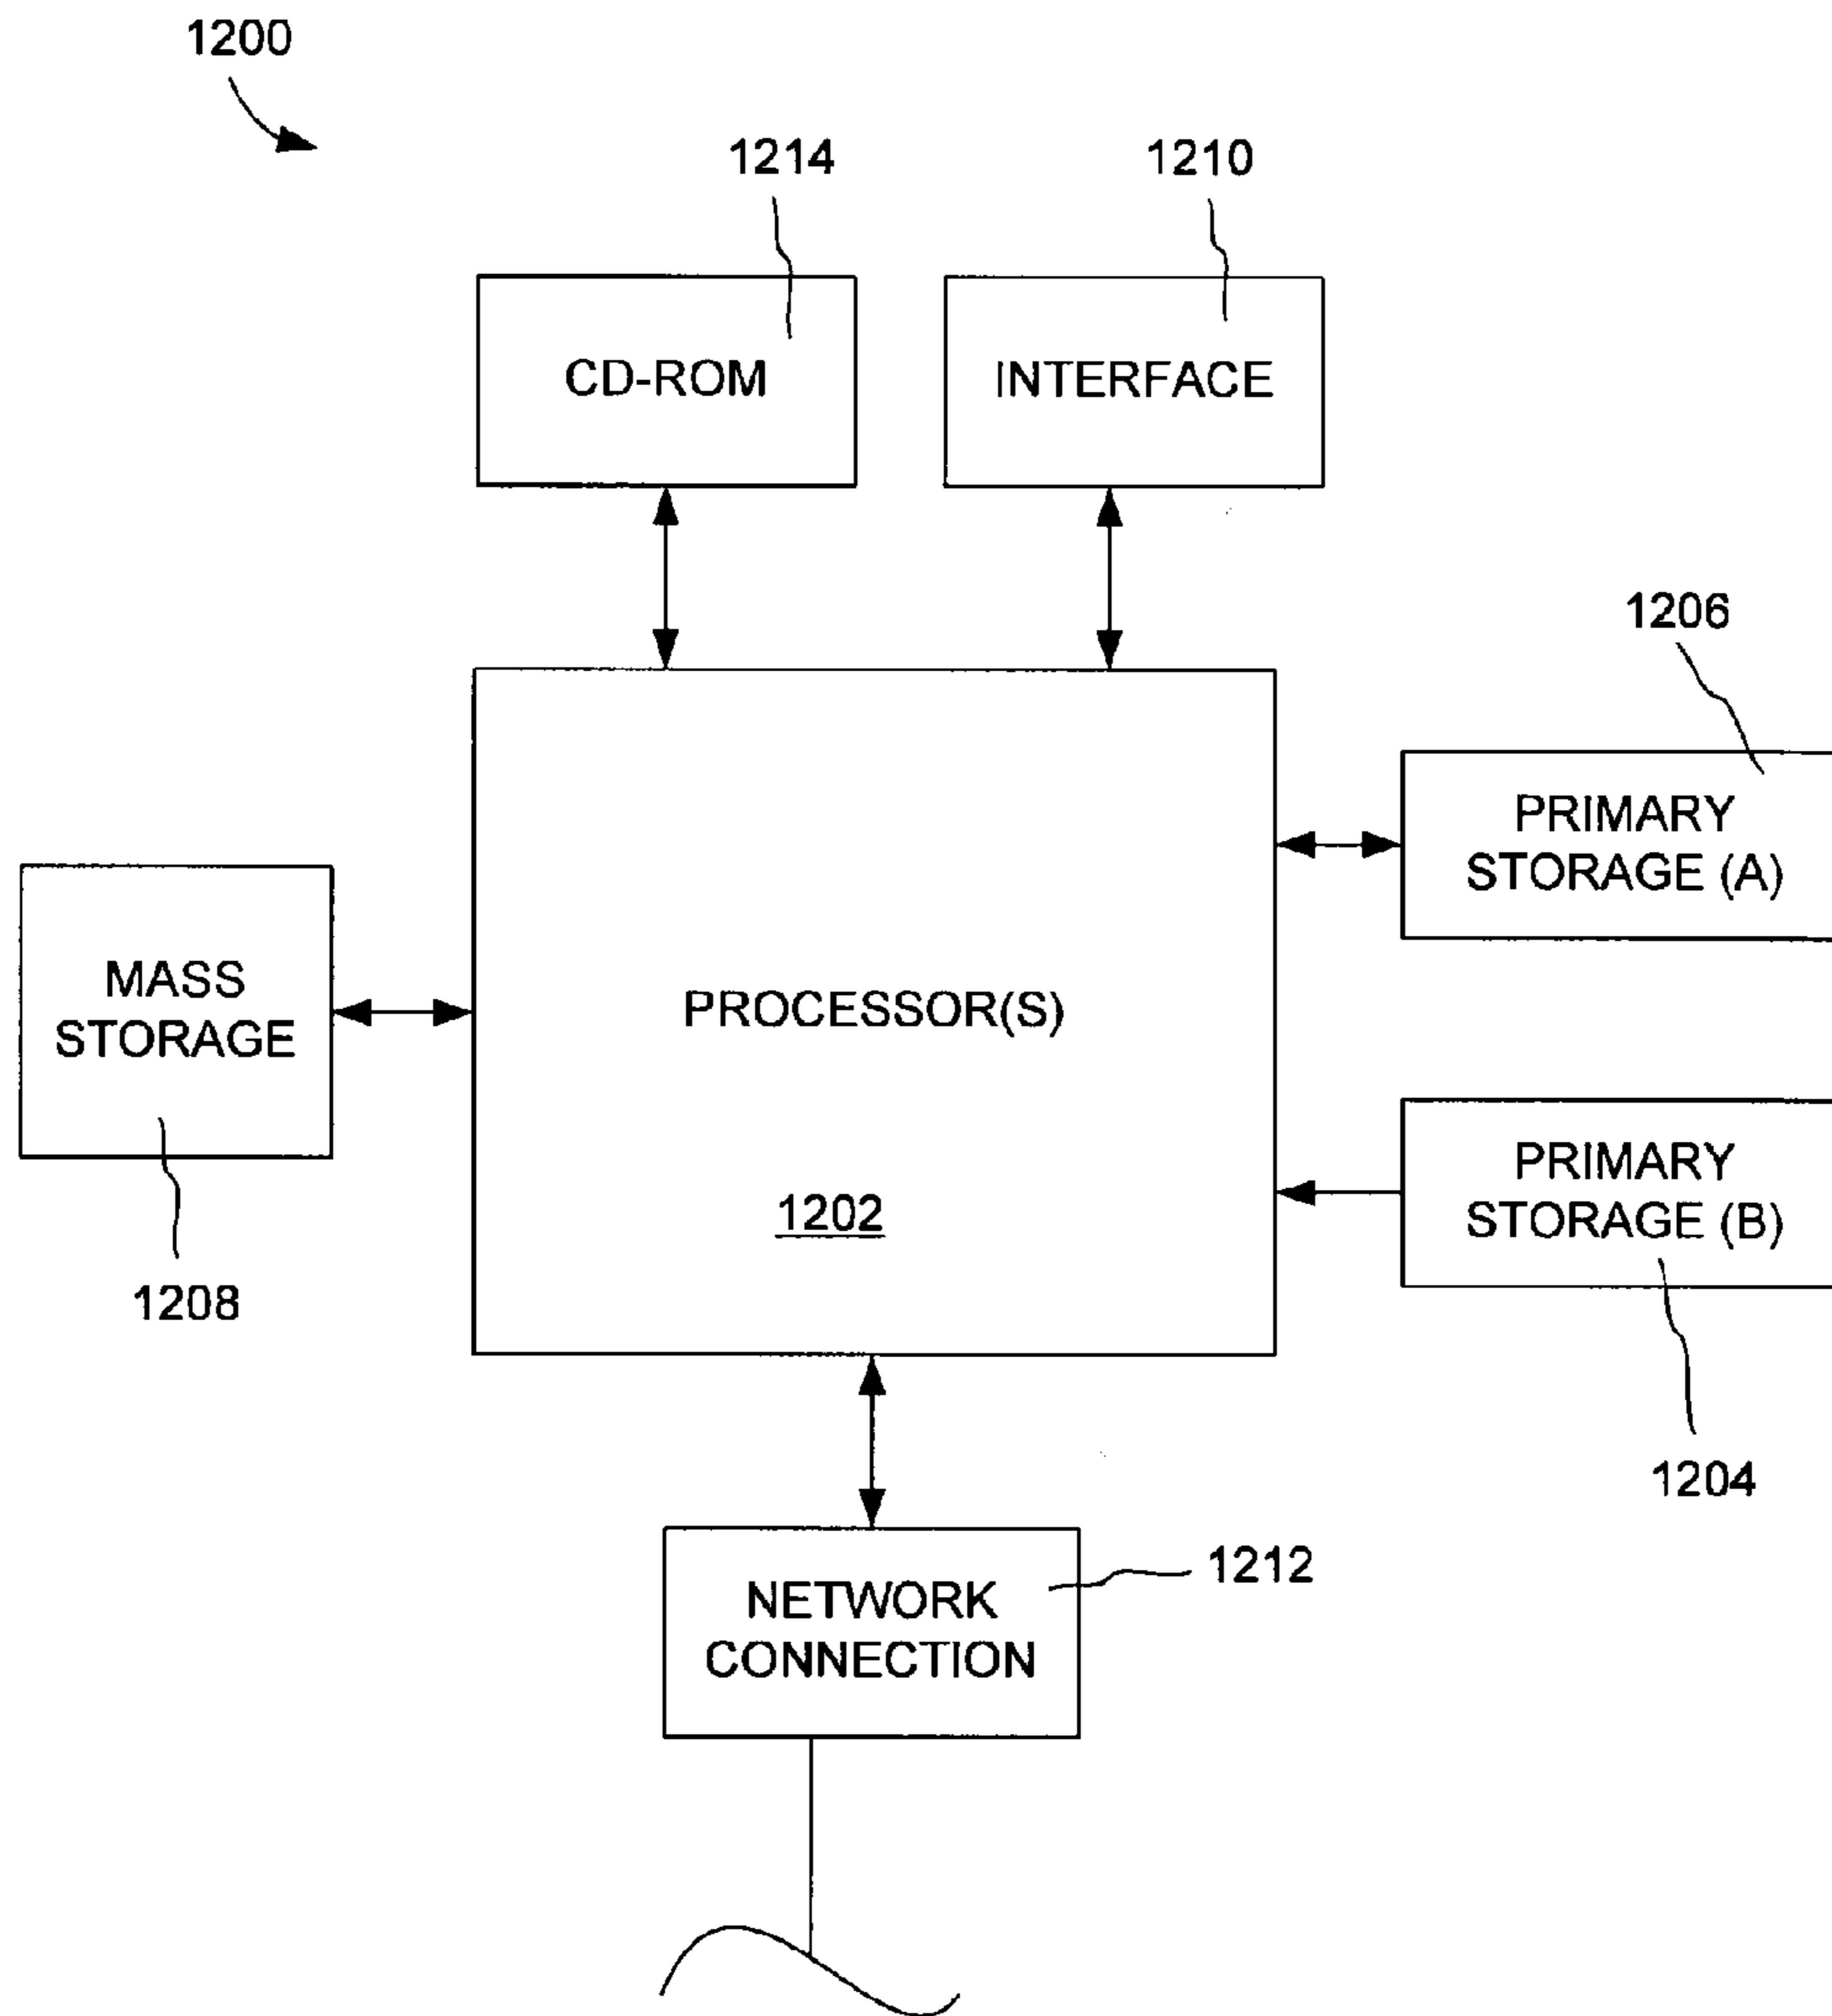 1200
1214
1210
CD-ROM
INTERFACE
1206
PRIMARY
STORAGE (A)
MASS
STORAGE
PROCESSOR(S)
PRIMARY
STORAGE (B)
1202
1208
1204
1212
NETWORK
CONNECTION